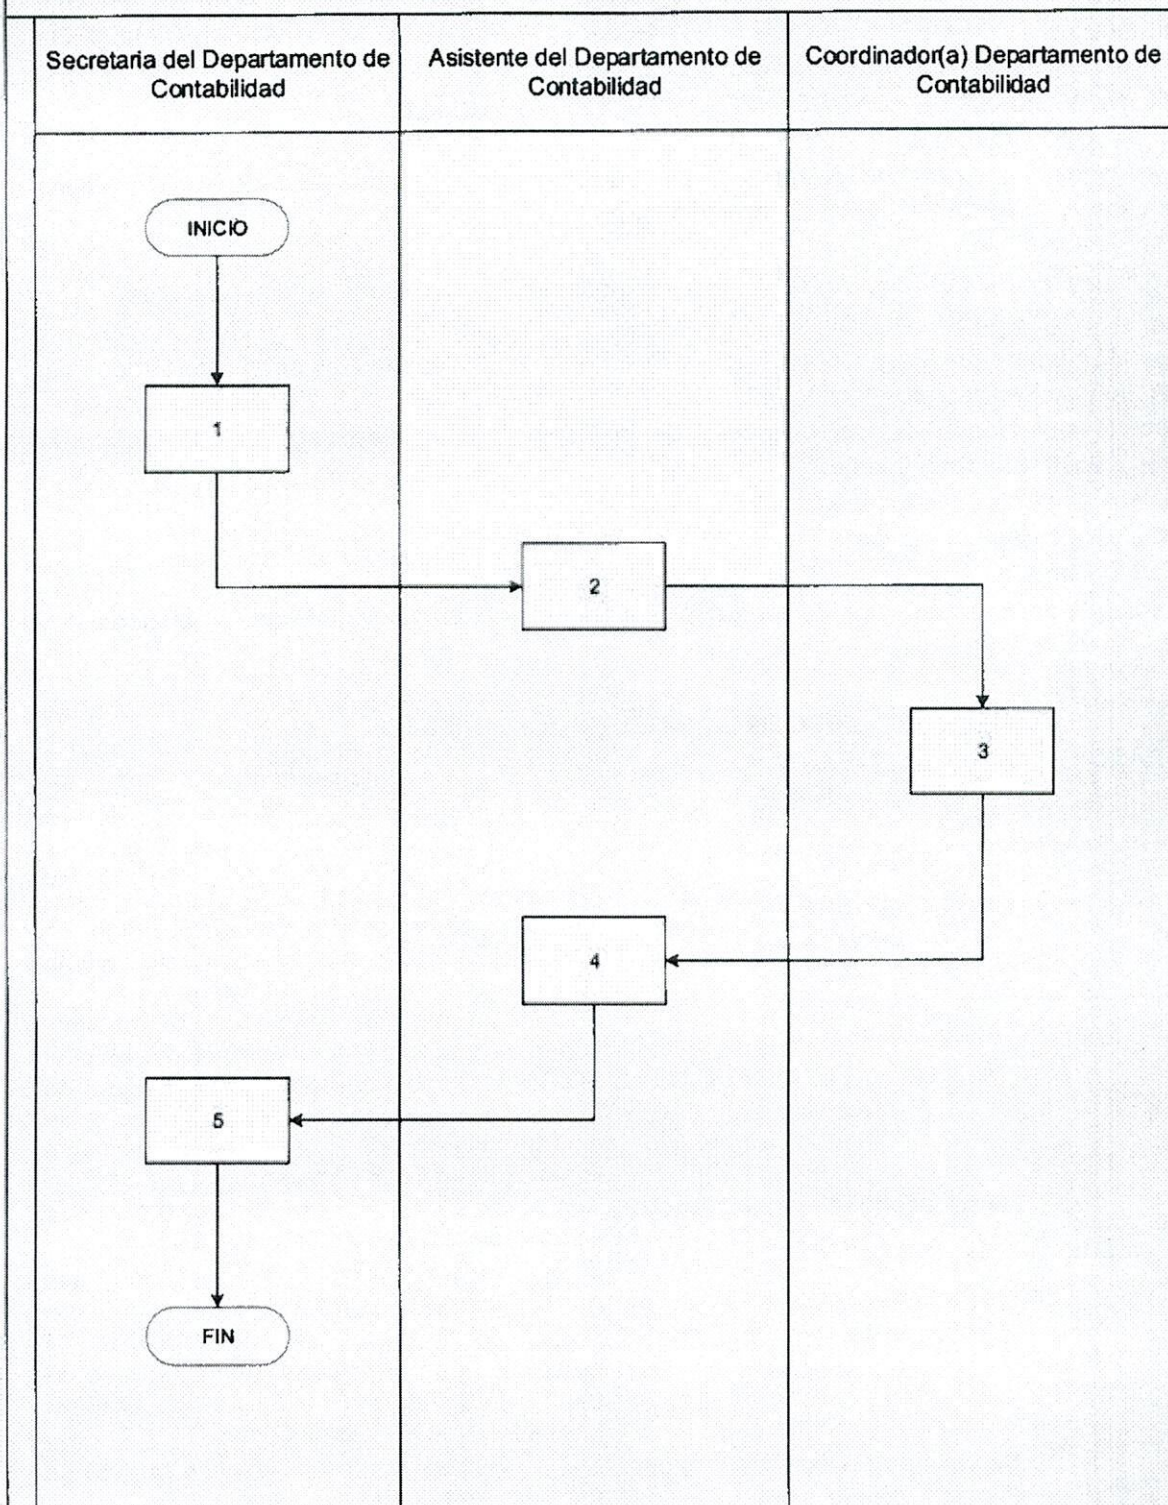 Secretaria del Departamento de
Contabilidad
Asistente del Departamento de
Contabilidad
Coordinador(a) Departamento de
Contabilidad
INICIO
1
2
3
4
5
FIN